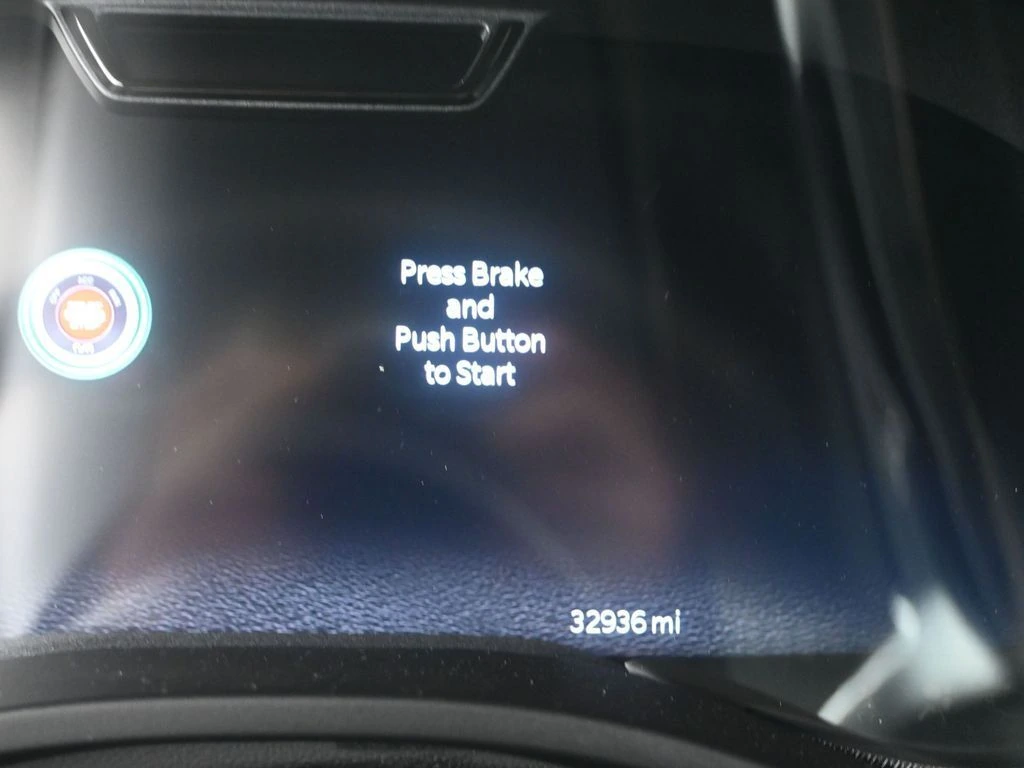 Press Brake
and
Push Button
to Start
32936 mi